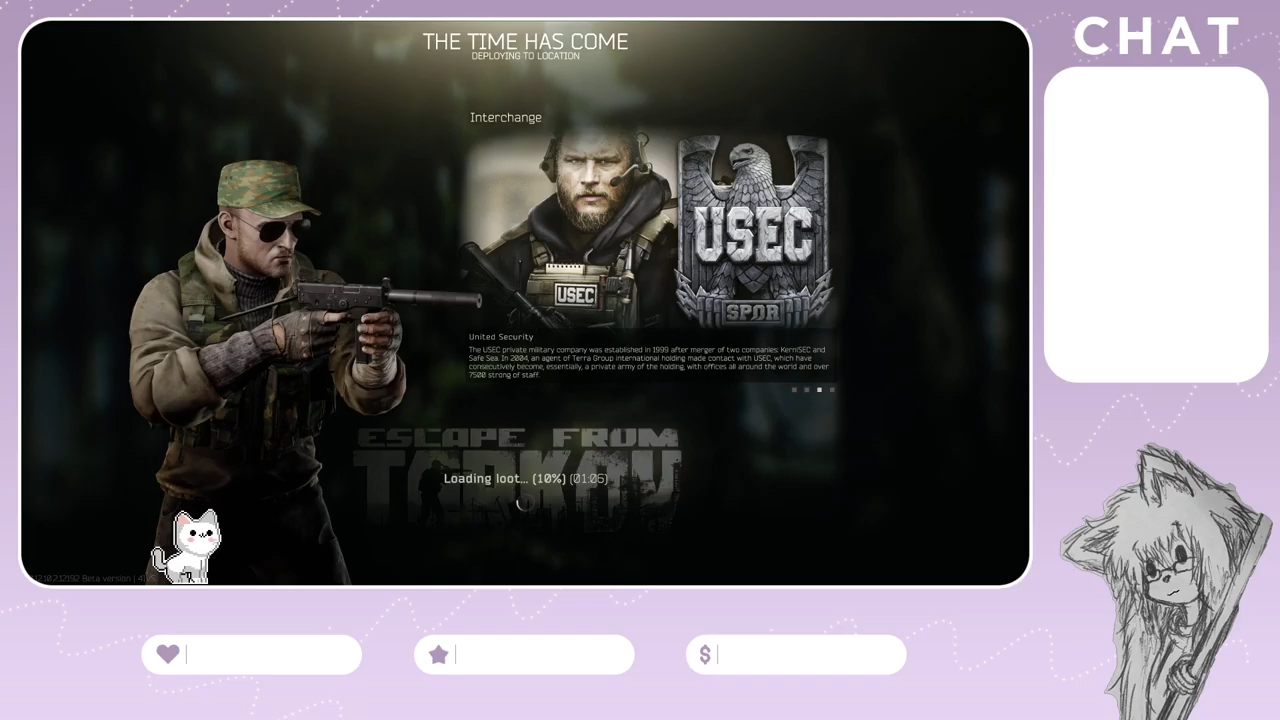 CHAT
THE TIME HAS COME
DEPLOYING TO LOCATION
Interchange
USEC
USEC
SPQR
United Security
The USEC private military company was established in 1999 after merger of two companies: KerniSEC and
Safe Sea. In 2004, an agent of Terra Group international holding made contact with USEC, which have
consecutively become, essentially, a private army of the holding, with offices all around the world and over
7500 strong of staff.
ESCAPE FROM
TARKOV
Loading loot... (10%) (01:05)
Beta version |
$